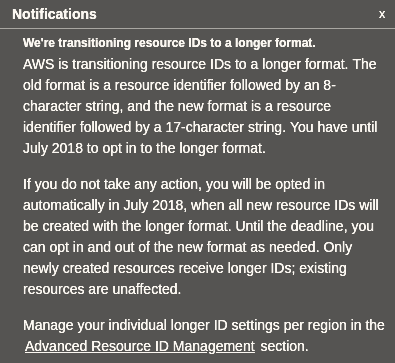 Notifications x
We're transitioning resource IDs to a longer format.
AWS is transitioning resource IDs to a longer format. The
old format is a resource identifier followed by an 8-
character string, and the new format is a resource
identifier followed by a 17-character string. You have until
July 2018 to opt in to the longer format.
If you do not take any action, you will be opted in
automatically in July 2018, when all new resource IDs will
be created with the longer format. Until the deadline, you
can opt in and out of the new format as needed. Only
newly created resources receive longer IDs; existing
resources are unaffected.
Manage your individual longer ID settings per region in the
Advanced Resource ID Management section.